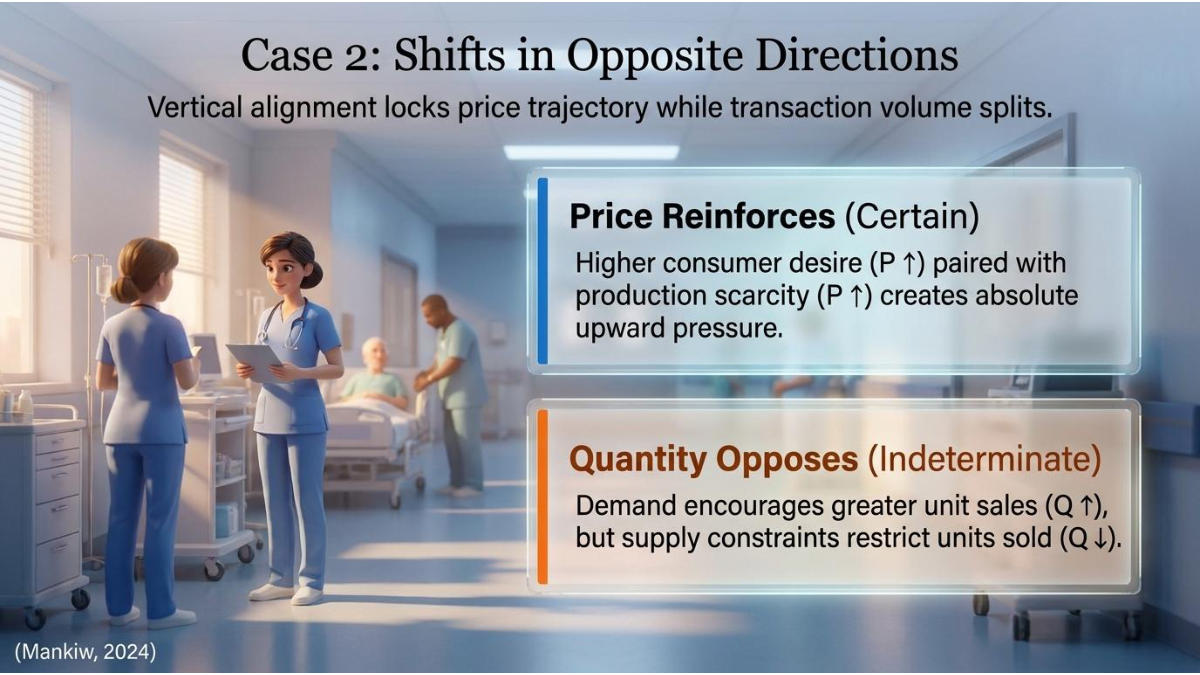 Case 2: Shifts in Opposite Directions
Vertical alignment locks price trajectory while transaction volume splits.
Price Reinforces (Certain)
Higher consumer desire (P ↑) paired with
production scarcity (P ↑) creates absolute
upward pressure.
Quantity Opposes (Indeterminate)
Demand encourages greater unit sales (Q ↑),
but supply constraints restrict units sold (Q ↓).
(Mankiw, 2024)